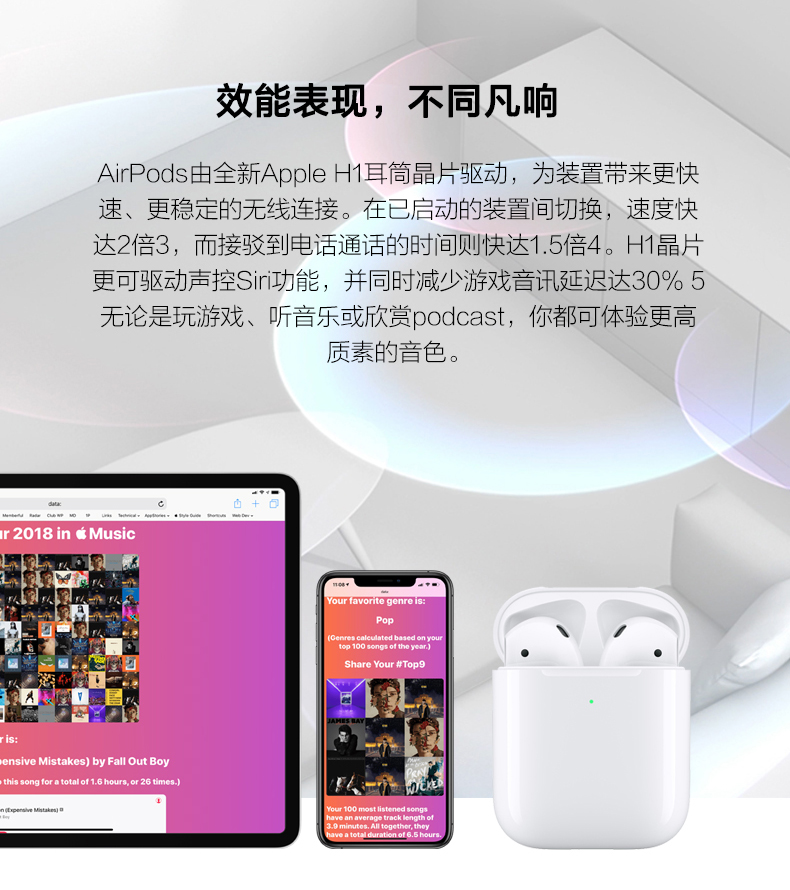 效能表现，不同凡响
AirPods由全新Apple H1耳筒晶片驱动，为装置带来更快
速、更稳定的无线连接。在已启动的装置间切换，速度快
达2倍3，而接驳到电话通话的时间则快达1.5倍4。H1晶片
更可驱动声控Siri功能，并同时减少游戏音讯延迟达30% 5
无论是玩游戏、听音乐或欣赏podcast，你都可体验更高
质素的音色。
data:
Memberful Radar Club WP MD YF Links Technical AppStories Style Guide Shortcuts Web Dev
r 2018 in Music
r is:
pensive Mistakes) by Fall Out Boy
o this song for a total of 1.6 hours, or 26 times.)
on (Expensive Mistakes)
t Boy
11:08
data:
Your favorite genre is:
Pop
(Genres calculated based on your
top 100 songs of the year.)
Share Your #Top9
JAMES BAY
WICKED
Your 100 most listened songs
have an average track length of
3.9 minutes. All together, they
have a total duration of 6.5 hours.